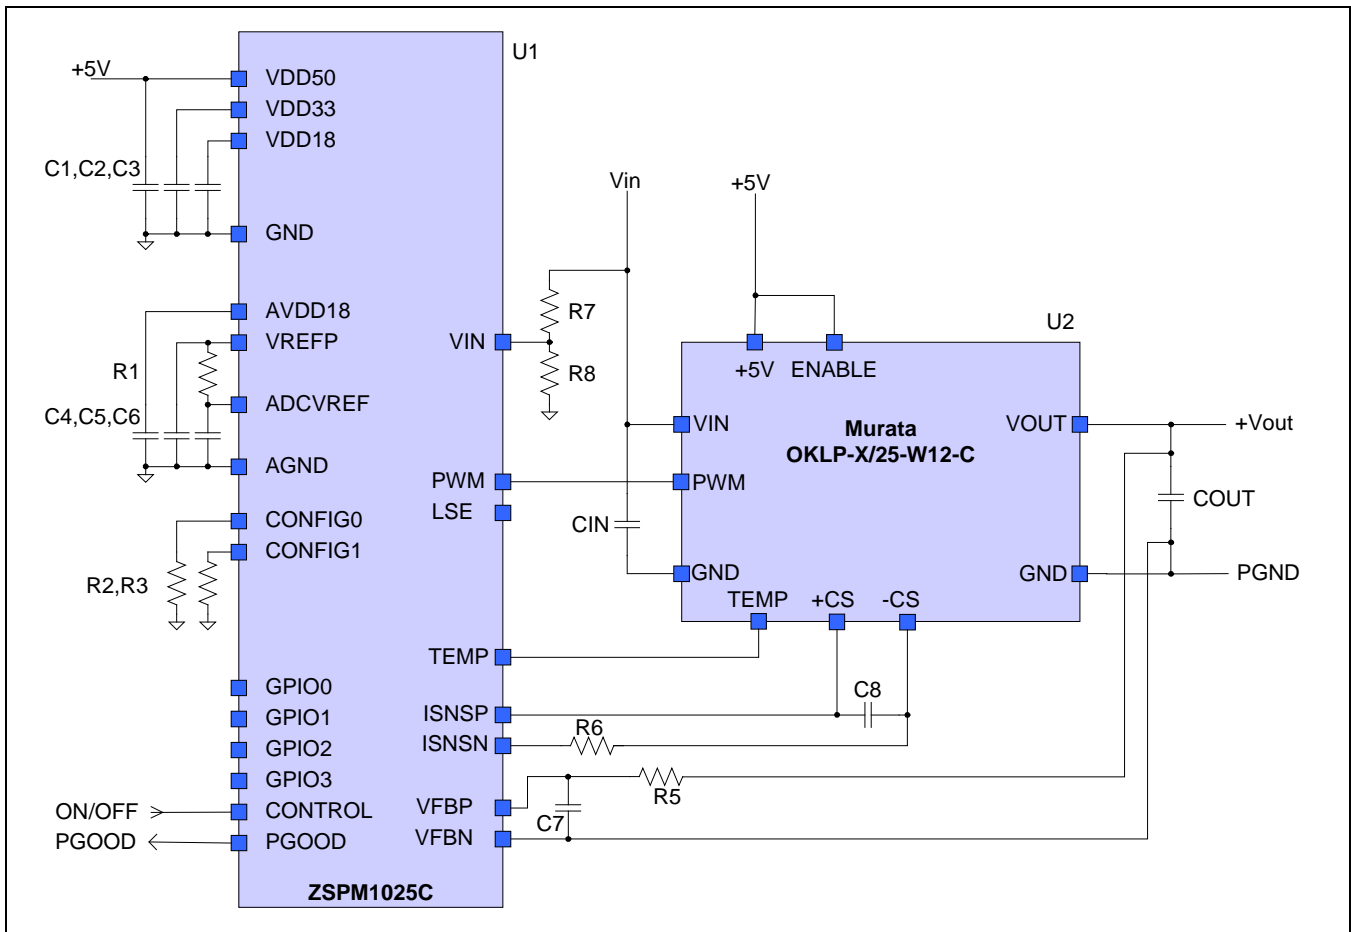 U1
+5V
VDD50
VDD33
VDD18
C1,C2,C3
GND
AVDD18
VREFP
R1
ADCVREF
C4,C5,C6
AGND
CONFIG0
CONFIG1
R2,R3
GPIO0
GPIO1
GPIO2
GPIO3
ON/OFF
CONTROL
PGOOD
PGOOD
VIN
PWM
LSE
TEMP
ISNSP
ISNSN
VFBP
VFBN
ZSPM1025C
Vin
+5V
R7
R8
CIN
U2
+5V
ENABLE
VIN
Murata
OKLP-X/25-W12-C
VOUT
+Vout
PWM
COUT
GND
GND
PGND
TEMP
+CS
-CS
C8
R6
R5
C7